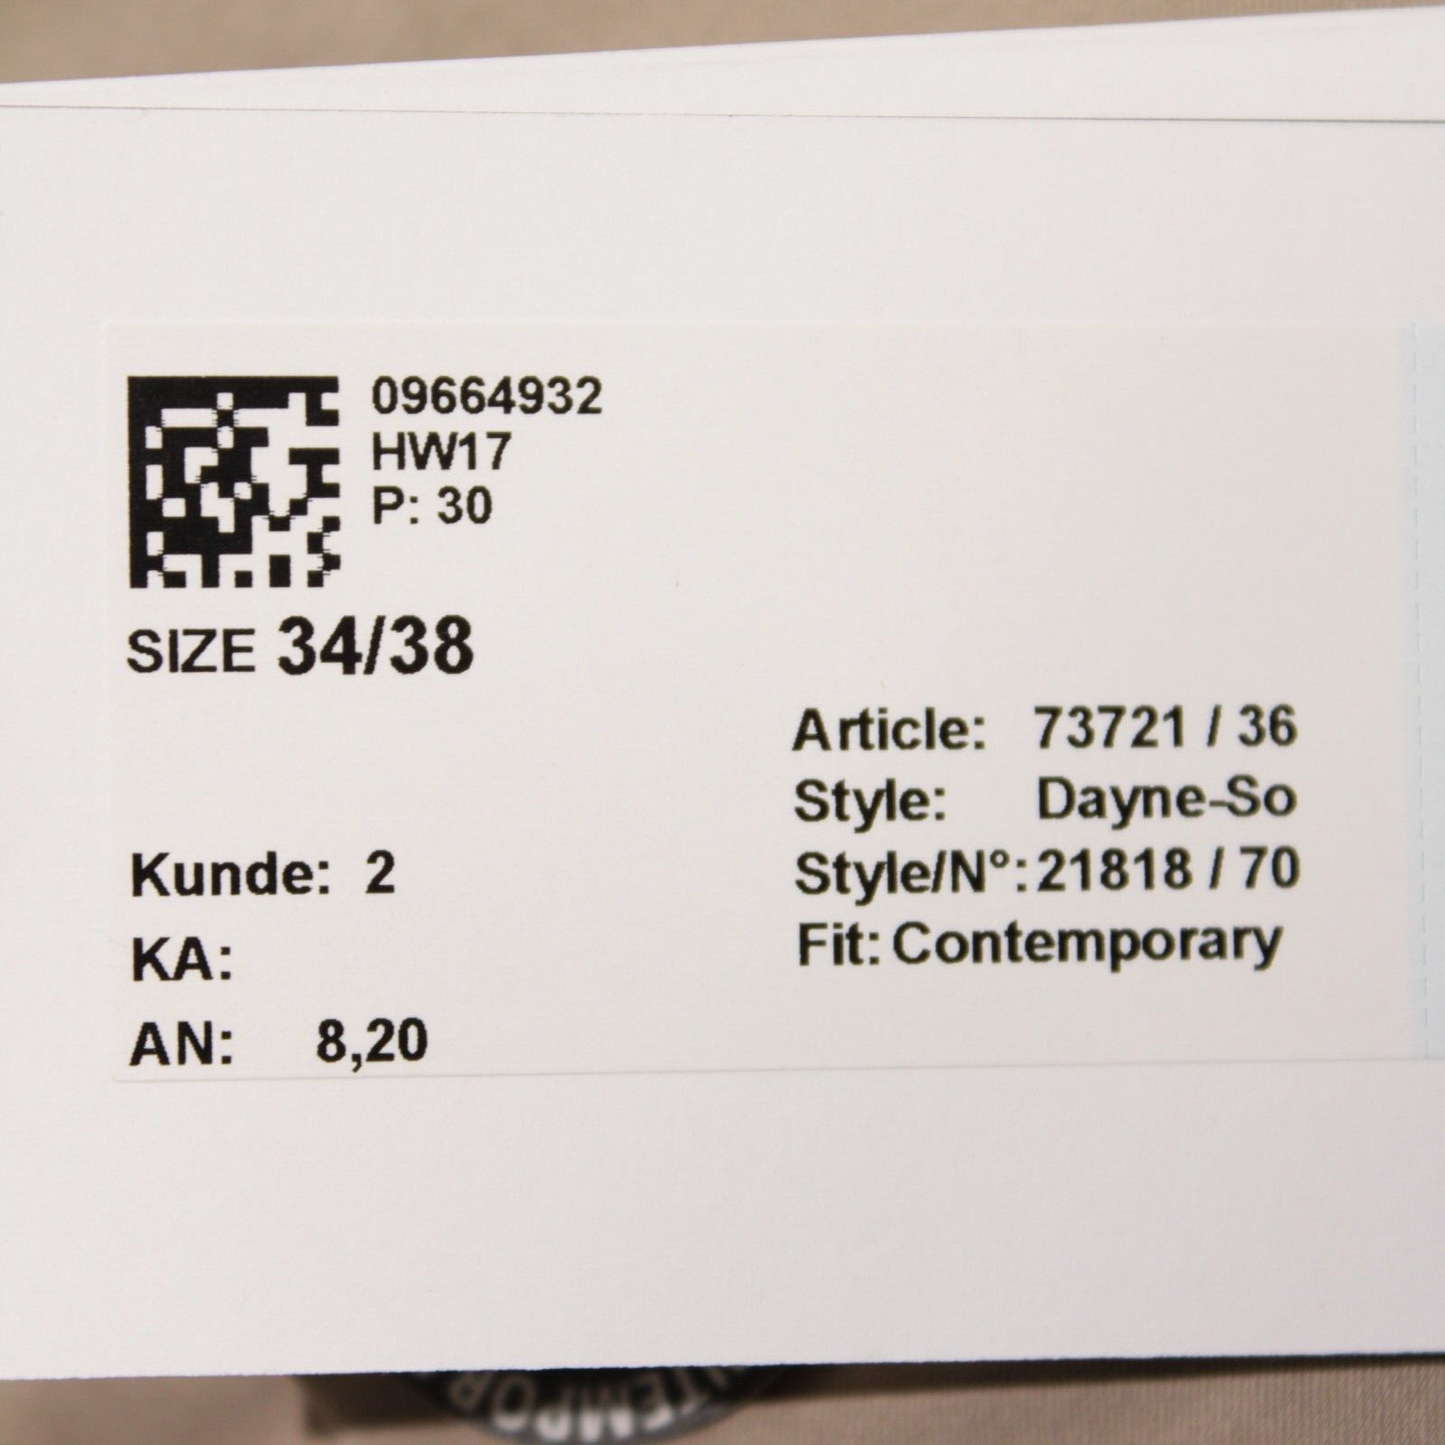 09664932
HW17
P: 30
SIZE 34/38
Article: 73721 / 36
Style: Dayne-So
Style/N°: 21818 / 70
Fit: Contemporary
Kunde: 2
KA:
AN: 8,20